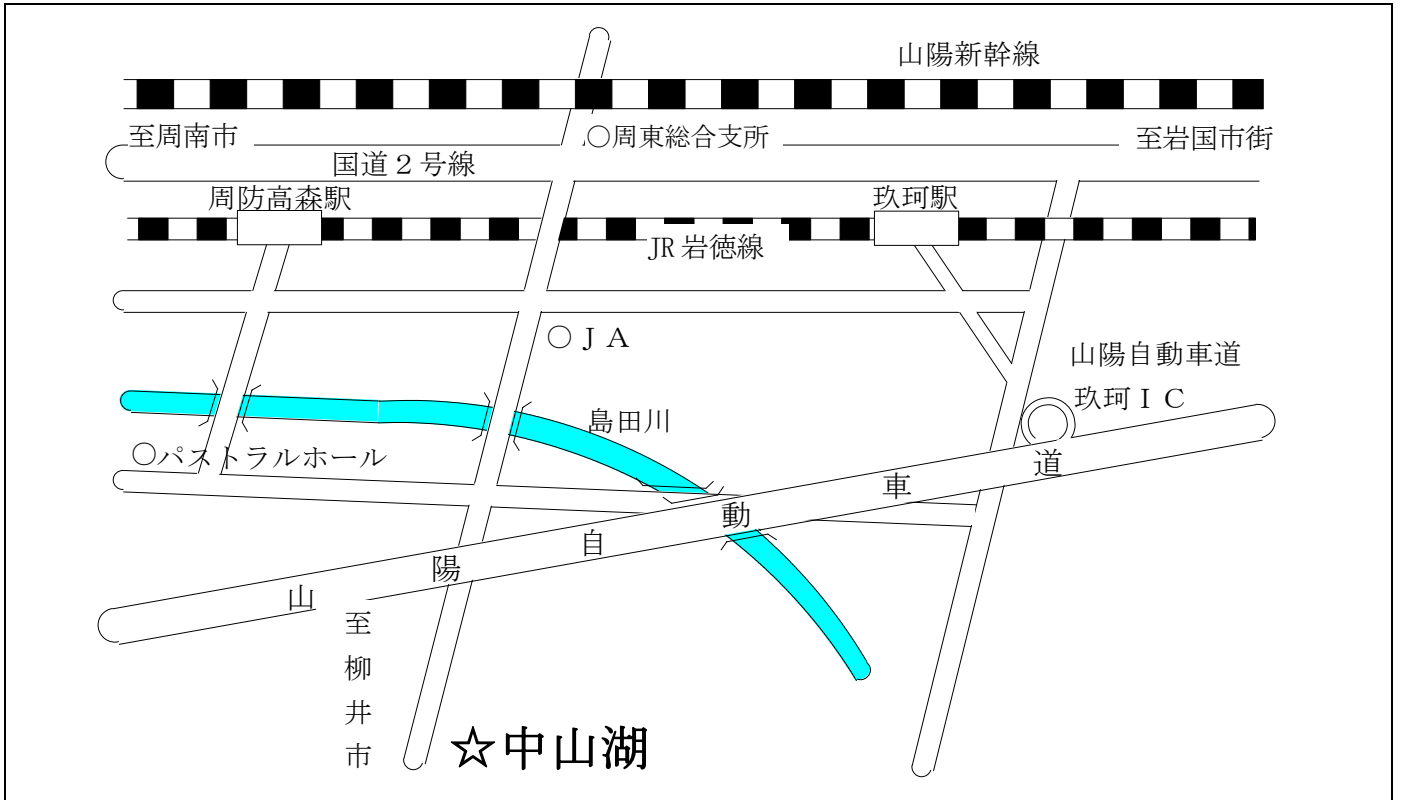 山陽新幹線
至周南市
○周東総合支所
至岩国市街
国道２号線
周防高森駅
玖珂駅
JR岩徳線
○ＪＡ
山陽自動車道
玖珂ＩＣ
島田川
○パストラルホール
山陽自動車道
至柳井市
☆中山湖